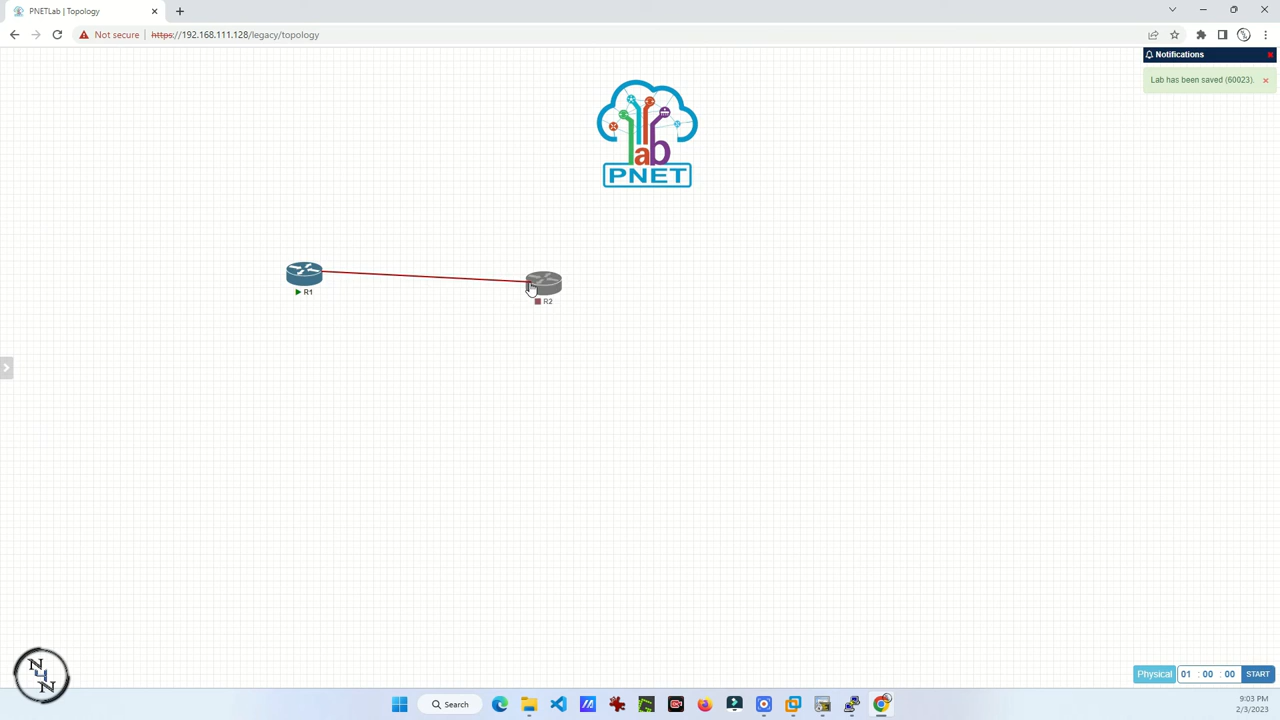 PNETLab | Topology
Not secure
https://192.168.111.128/legacy/topology
Notifications
Lab has been saved (60023).
lab
PNET
R1
R2
N4N
Physical
01 : 00 : 00
START
Search
9:03 PM
2/3/2023